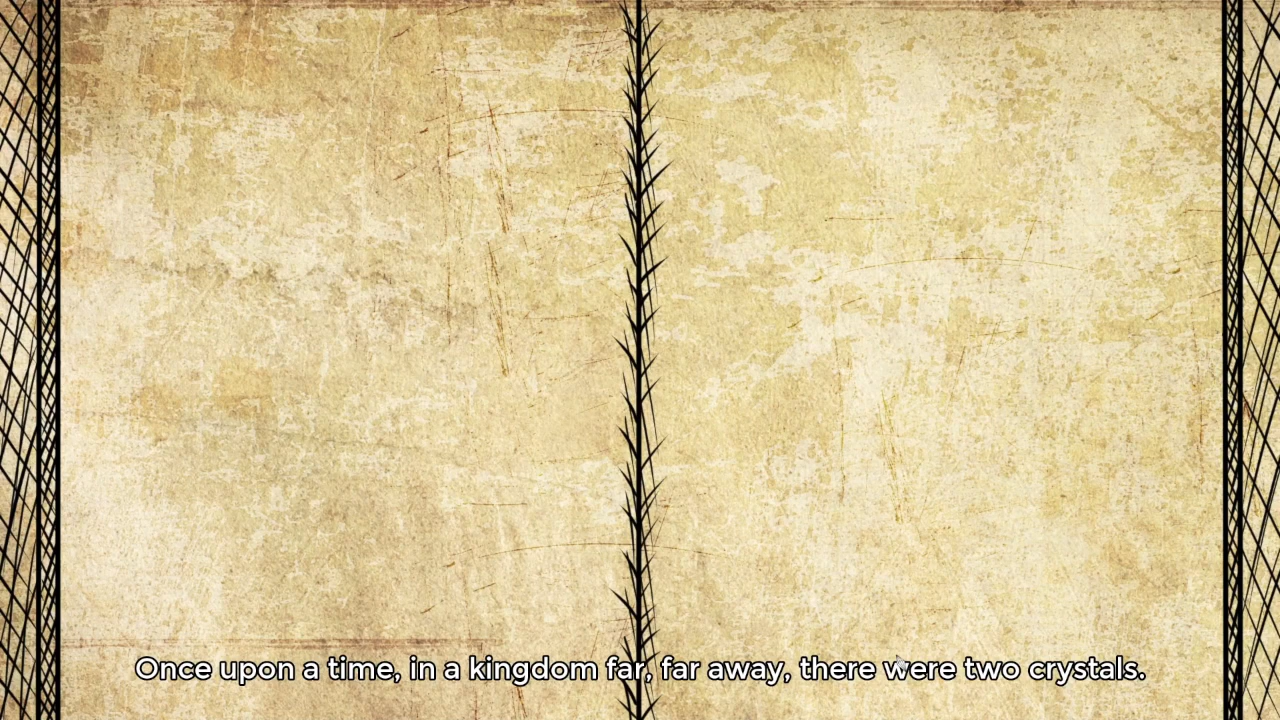 Once upon a time, in a kingdom far, far away, there were two crystals.